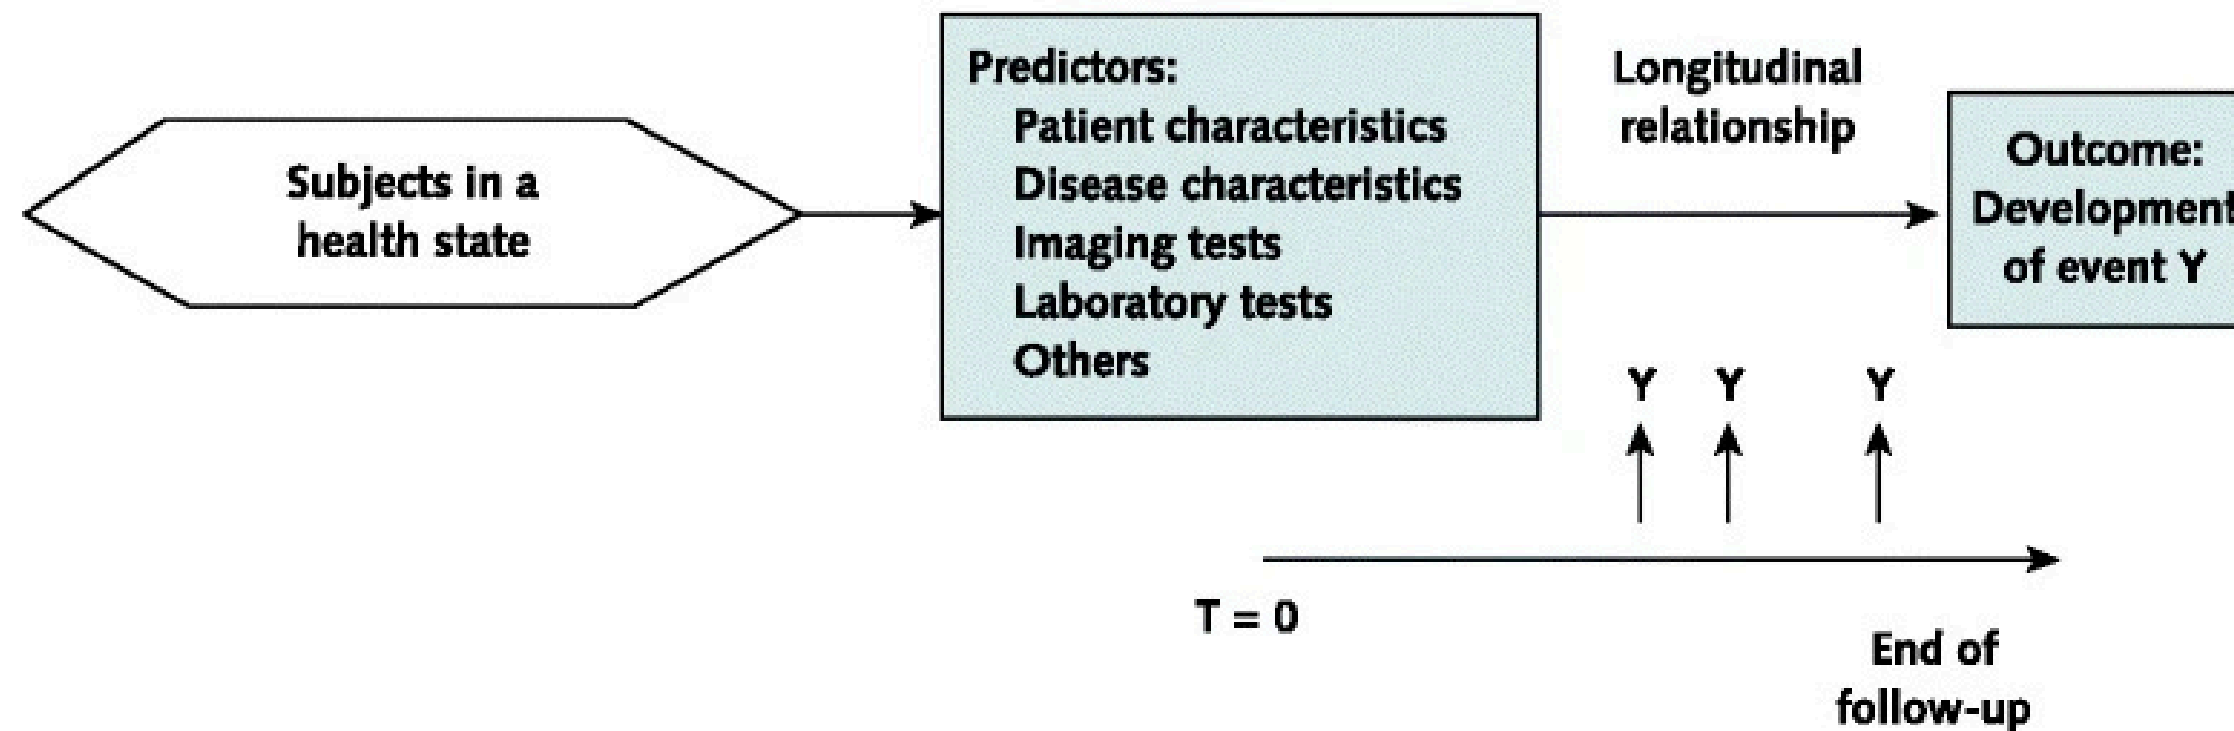 Subjects in a
health state
Predictors:
Patient characteristics
Disease characteristics
Imaging tests
Laboratory tests
Others
Longitudinal
relationship
Outcome:
Development
of event Y
Y Y Y
T = 0
End of
follow-up